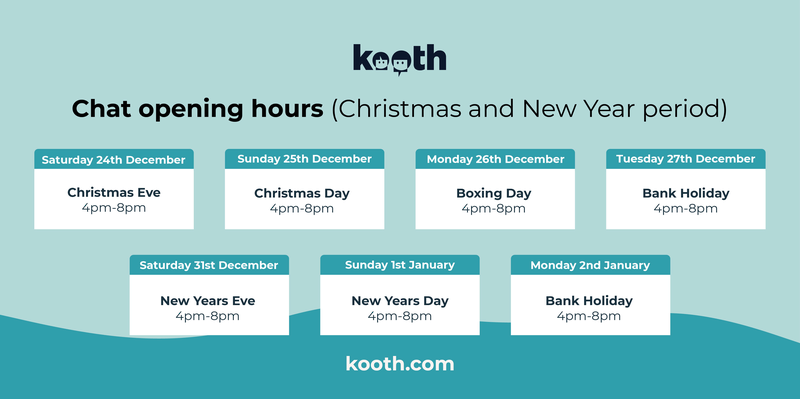 kooth
Chat opening hours (Christmas and New Year period)
Saturday 24th December
Christmas Eve
4pm-8pm
Sunday 25th December
Christmas Day
4pm-8pm
Monday 26th December
Boxing Day
4pm-8pm
Tuesday 27th December
Bank Holiday
4pm-8pm
Saturday 31st December
New Years Eve
4pm-8pm
Sunday 1st January
New Years Day
4pm-8pm
Monday 2nd January
Bank Holiday
4pm-8pm
kooth.com